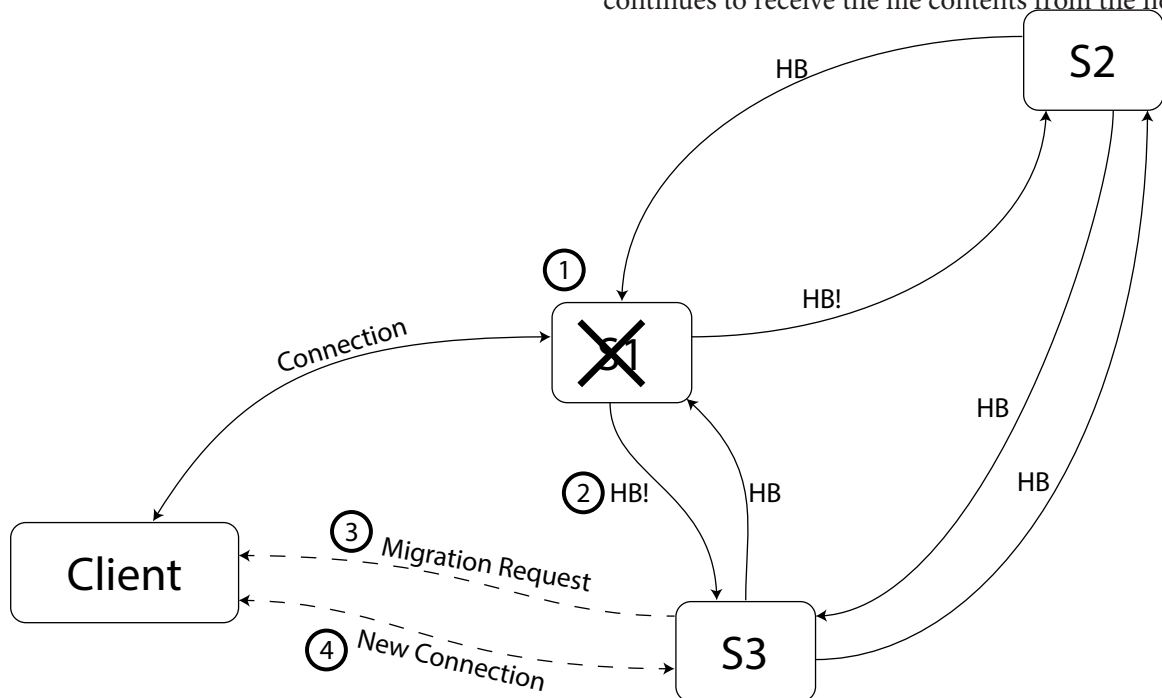 continues to receive the file contents from the
S2
HB
1
HB!
S1
Connection
HB
2
HB!
HB
HB
3
Migration Request
Client
4
New Connection
S3